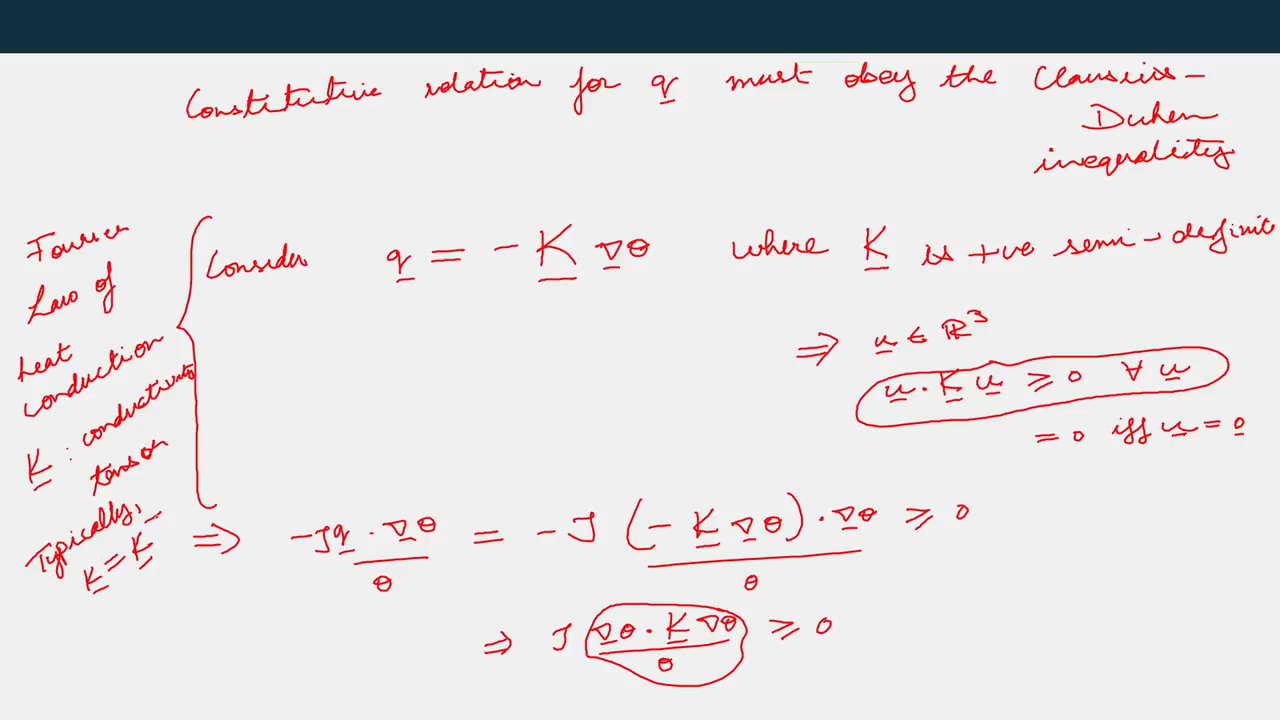 Constitutive relation for q must obey the Clausius-
Duhem
inequality
Fourier
Law of
heat
conduction
K : conductivity
tensor
Typically,
K = K
Consider q = - K ∇θ where K is +ve semi-definite
⇒ u ∈ ℝ³
u · K u ≥ 0 ∀ u
= 0 iff u = 0
⇒ -Jq · ∇θ / θ = -J (- K ∇θ) · ∇θ / θ ≥ 0
⇒ J ∇θ · K ∇θ / θ ≥ 0